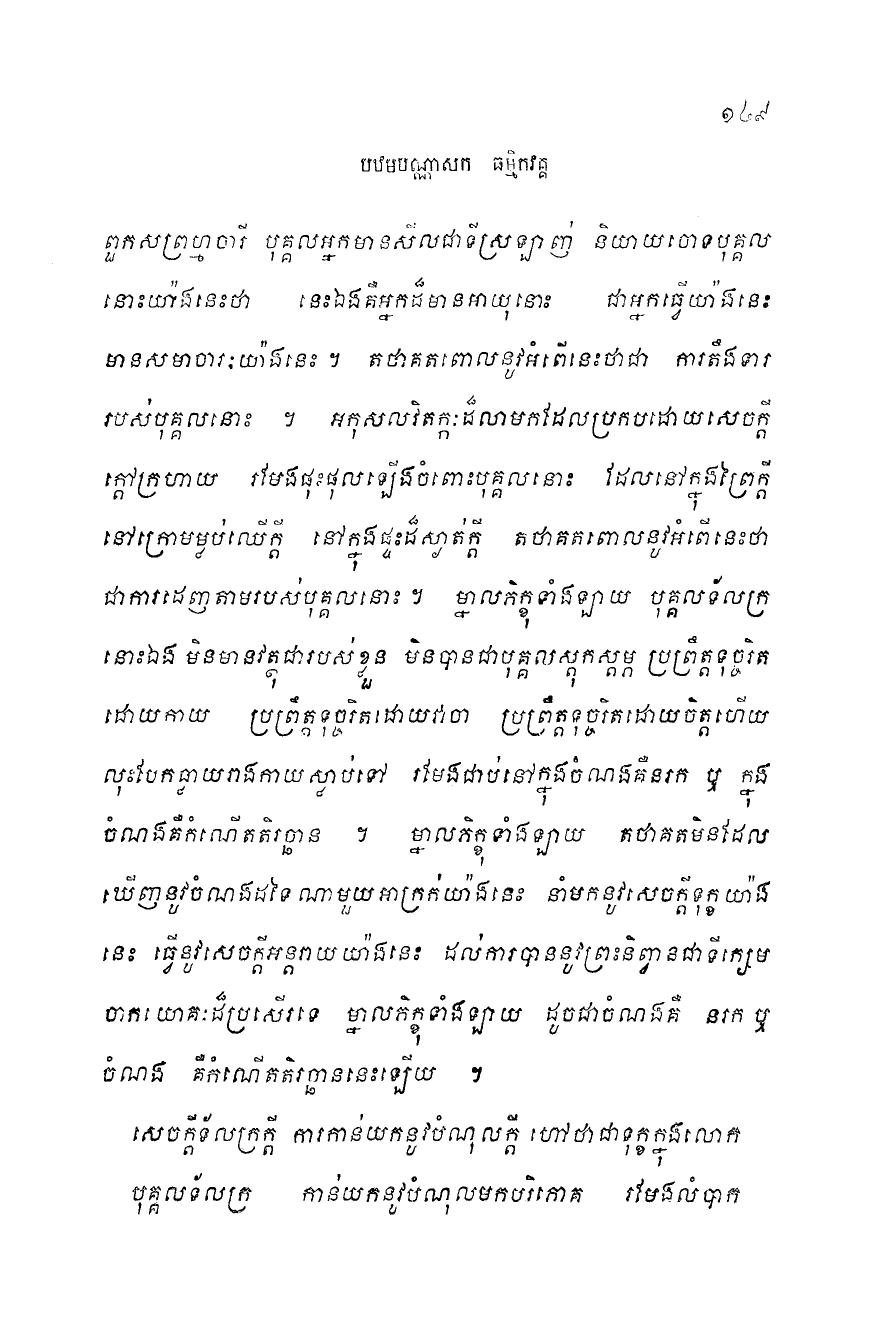 ១៤៩
បឋមបណ្ណាសក ធម្មិកវគ្គ
ពួកសព្រហ្មចារី បុគ្គលអ្នកមានសីលជាទីស្រឡាញ់ និយាយចោទបុគ្គល
នោះយ៉ាងនេះថា នេះឯងគឺអ្នកដ៏មានអាយុនោះ ជាអ្នកធ្វើយ៉ាងនេះ
មានសមាចារៈយ៉ាងនេះ ។ តថាគតពោលនូវអំពើនេះថាជា ការតឹងទារ
របស់បុគ្គលនោះ ។ អកុសលវិតក្កៈដ៏លាមកដែលប្រកបដោយសេចក្តី
ក្តៅក្រហាយ រមែងផុះផុលឡើងចំពោះបុគ្គលនោះ ដែលនៅក្នុងព្រៃក្តី
នៅក្រោមម្លប់ឈើក្តី នៅក្នុងផ្ទះដ៏ស្ងាត់ក្តី តថាគតពោលនូវអំពើនេះថា
ជាការដេញតាមរបស់បុគ្គលនោះ ។ ម្នាលភិក្ខុទាំងឡាយ បុគ្គលទ័លក្រ
នោះឯង មិនមានវត្ថុជារបស់ខ្លួន មិនបានជាបុគ្គលស្តុកស្តម្ភ ប្រព្រឹត្តទុច្ចរិត
ដោយកាយ ប្រព្រឹត្តទុច្ចរិតដោយវាចា ប្រព្រឹត្តទុច្ចរិតដោយចិត្តហើយ
លុះបែកធ្លាយរាងកាយស្លាប់ទៅ រមែងជាប់នៅក្នុងចំណងគឺនរក ឬ ក្នុង
ចំណងគឺកំណើតតិរច្ឆាន ។ ម្នាលភិក្ខុទាំងឡាយ តថាគតមិនដែល
ឃើញនូវចំណងដទៃ ណាមួយអាក្រក់យ៉ាងនេះ នាំមកនូវសេចក្តីទុក្ខ យ៉ាង
នេះ ធ្វើនូវសេចក្តីអន្តរាយ យ៉ាងនេះ ដល់ការបាននូវព្រះនិព្វានជាទីក្សេម
ចាកយោគៈដ៏ប្រសើរទេ ម្នាលភិក្ខុទាំងឡាយ ដូចជាចំណងគឺ នរក ឬ
ចំណង គឺកំណើតតិរច្ឆាននេះឡើយ ។
សេចក្តីទ័លក្រក្តី ការកាន់យកនូវបំណុលក្តី ហៅថាជាទុក្ខក្នុងលោក
បុគ្គលទ័លក្រ កាន់យកនូវបំណុលមកបរិភោគ រមែងលំបាក